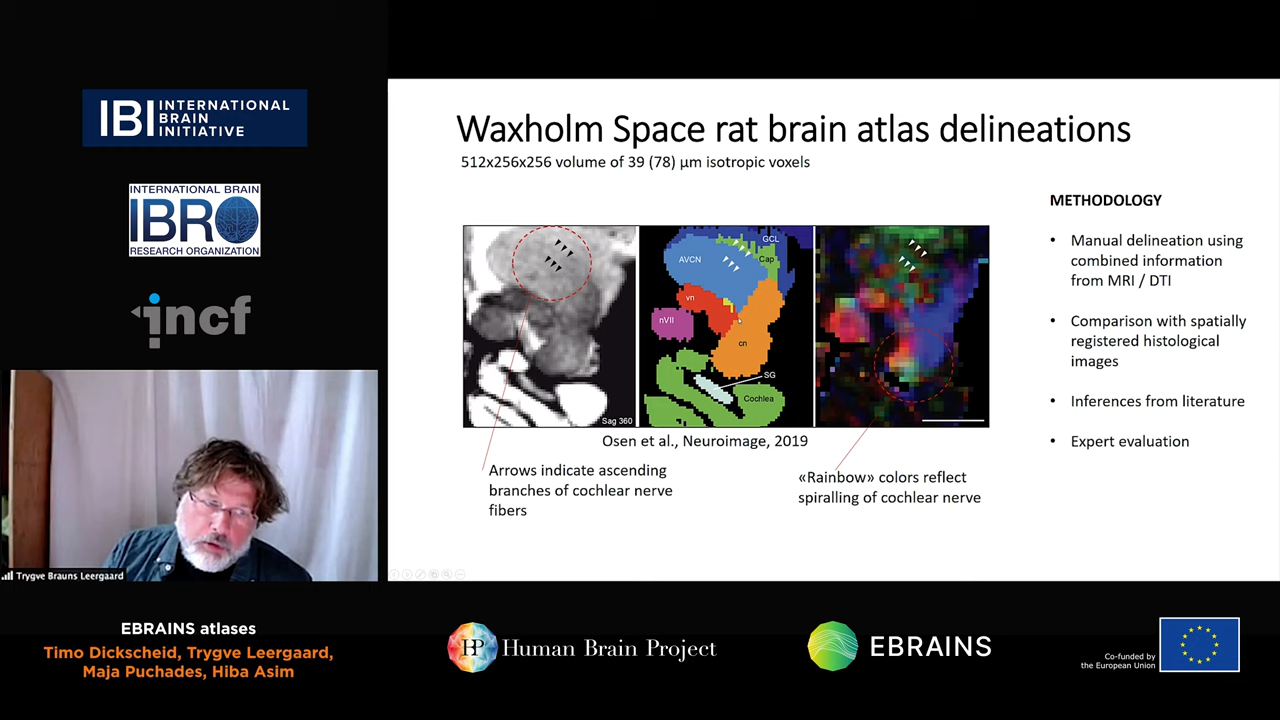 IBI INTERNATIONAL
BRAIN
INITIATIVE
INTERNATIONAL BRAIN
IBRO
RESEARCH ORGANIZATION
incf
Trygve Brauns Leergaard
EBRAINS atlases
Timo Dickscheid, Trygve Leergaard,
Maja Puchades, Hiba Asim
Waxholm Space rat brain atlas delineations
512x256x256 volume of 39 (78) µm isotropic voxels
Sag 360
GCL
AVCN
Cap
vn
nVII
cn
SG
Cochlea
Osen et al., Neuroimage, 2019
Arrows indicate ascending
branches of cochlear nerve
fibers
«Rainbow» colors reflect
spiralling of cochlear nerve
METHODOLOGY
• Manual delineation using
combined information
from MRI / DTI
• Comparison with spatially
registered histological
images
• Inferences from literature
• Expert evaluation
HBP Human Brain Project
EBRAINS
Co-funded by
the European Union